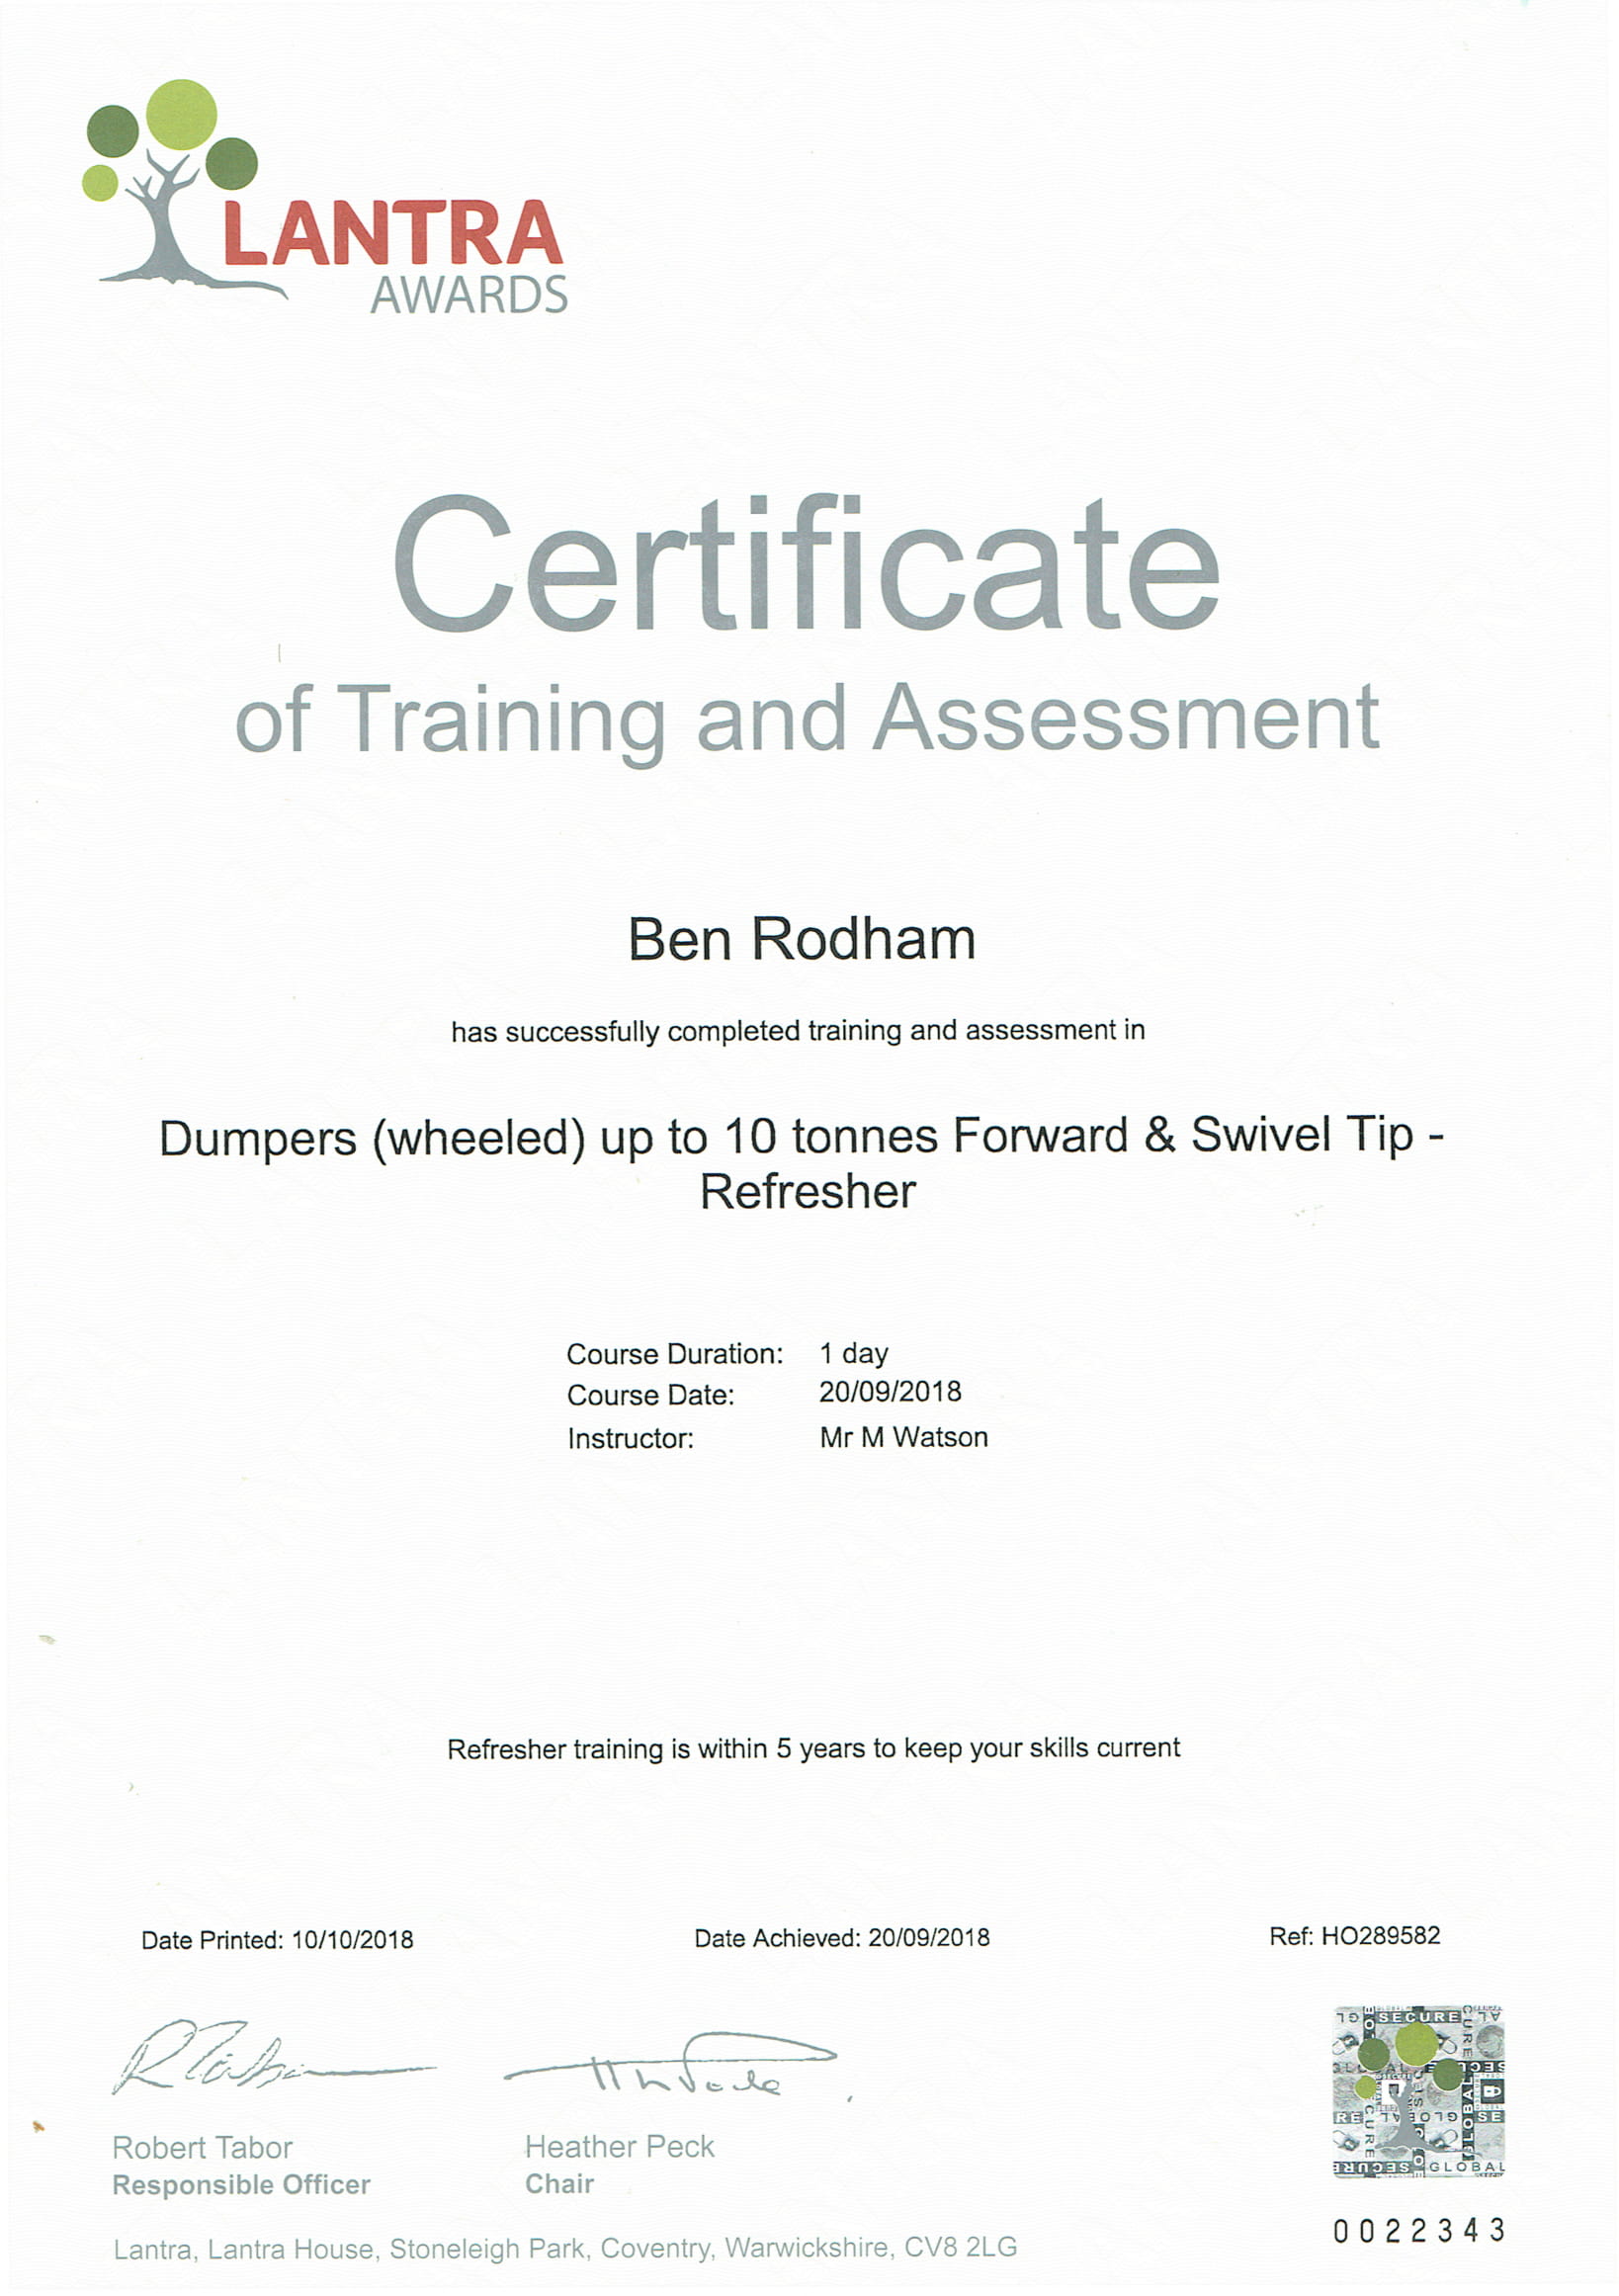 LANTRA
AWARDS
Certificate
of Training and Assessment
Ben Rodham
has successfully completed training and assessment in
Dumpers (wheeled) up to 10 tonnes Forward & Swivel Tip -
Refresher
Course Duration: 1 day
Course Date: 20/09/2018
Instructor: Mr M Watson
Refresher training is within 5 years to keep your skills current
Date Printed: 10/10/2018 Date Achieved: 20/09/2018 Ref: HO289582
SECURE
GLOBAL
Robert Tabor Heather Peck
Responsible Officer Chair
0022343
Lantra, Lantra House, Stoneleigh Park, Coventry, Warwickshire, CV8 2LG